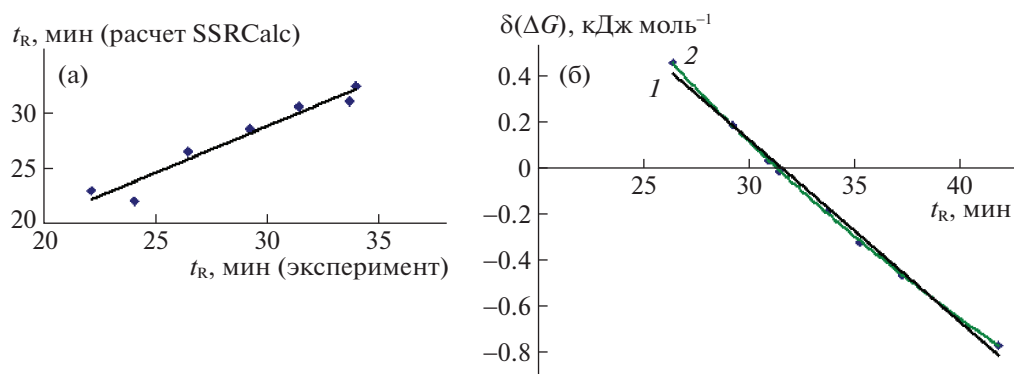 t_R, мин (расчет SSRCalc)
(а)
30
25
20
20 25 30 35
t_R, мин (эксперимент)
δ(ΔG), кДж моль⁻¹
(б)
0.4
0.2
0
−0.2
−0.4
−0.6
−0.8
1
2
25 30 35 40
t_R, мин